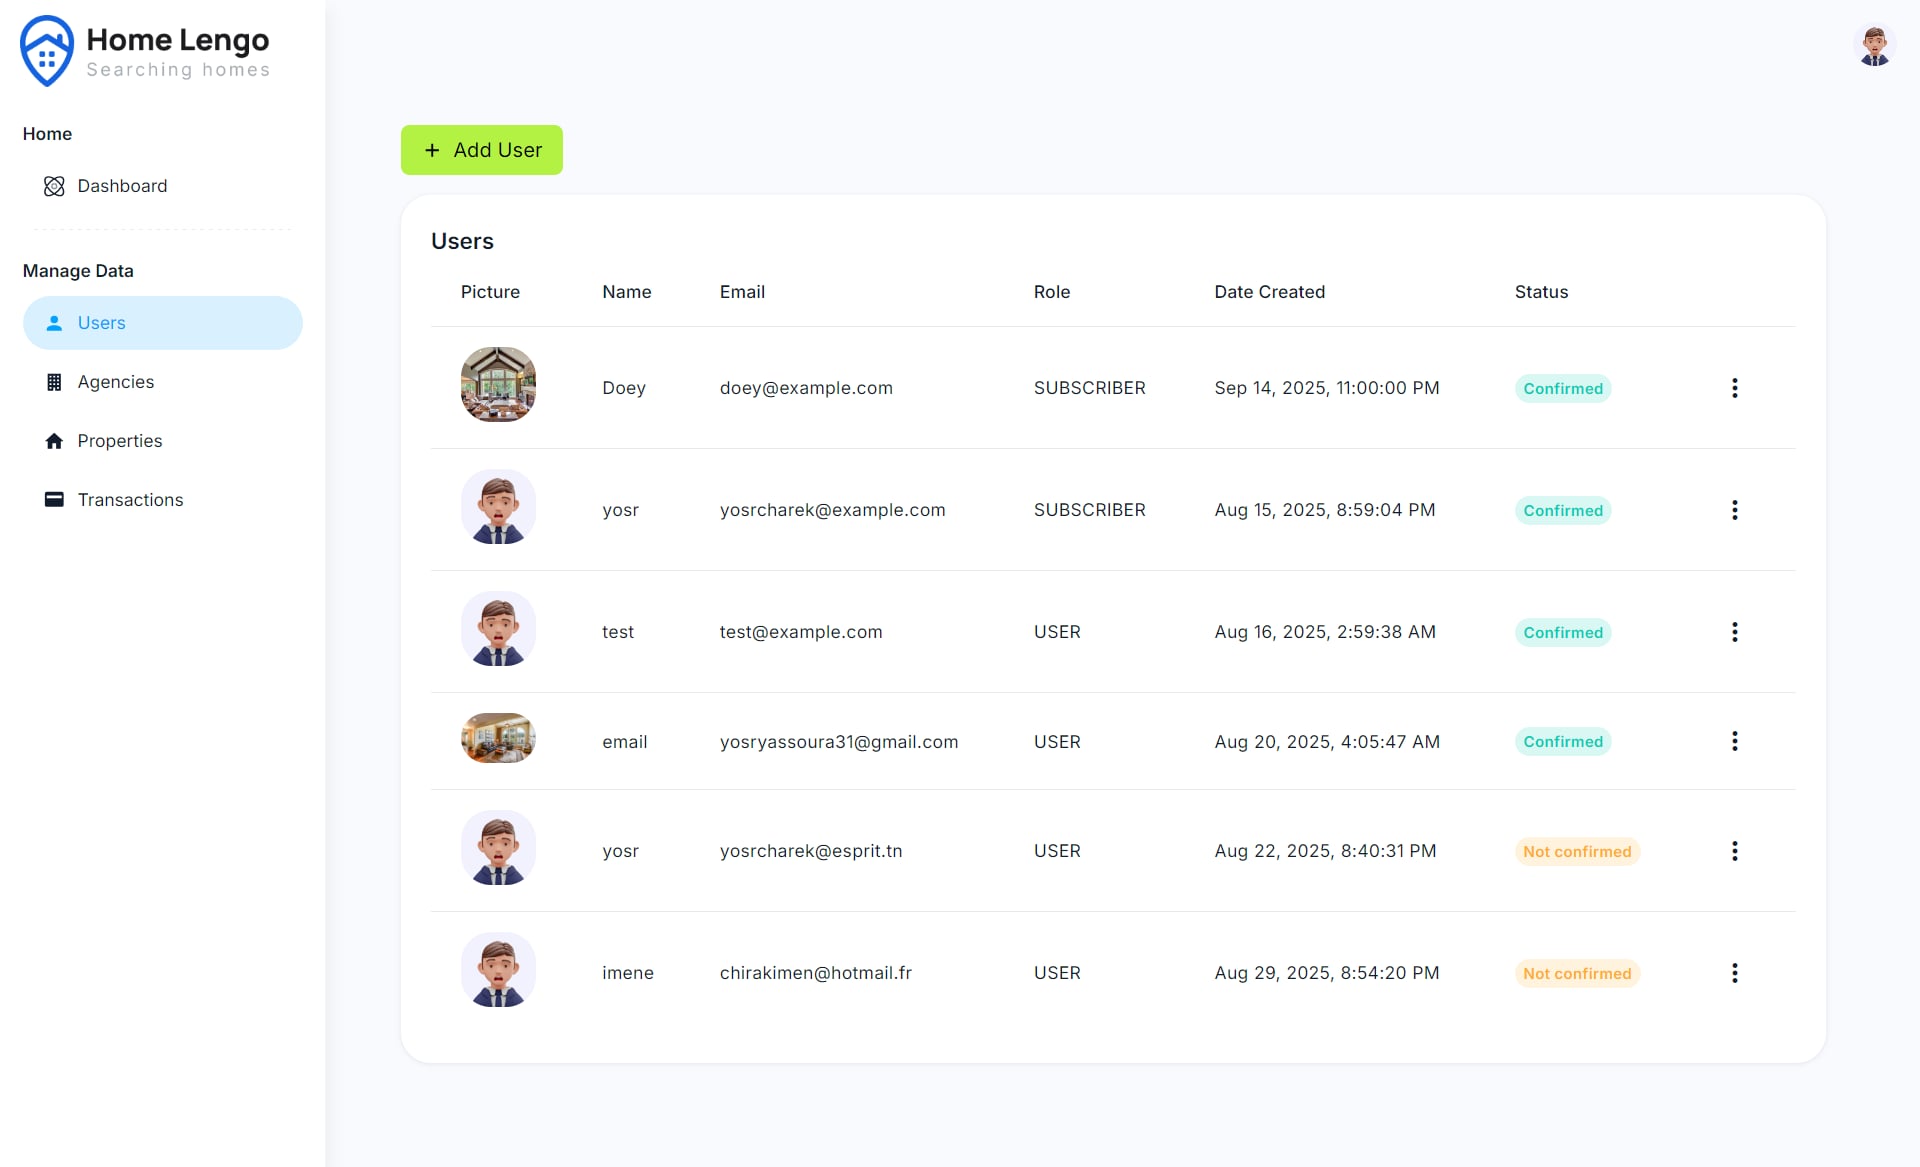 Home Lengo
Searching homes
Home
Dashboard
Manage Data
Users
Agencies
Properties
Transactions
+ Add User
Users
Picture Name Email Role Date Created Status
Doey doey@example.com SUBSCRIBER Sep 14, 2025, 11:00:00 PM Confirmed
yosr yosrcharek@example.com SUBSCRIBER Aug 15, 2025, 8:59:04 PM Confirmed
test test@example.com USER Aug 16, 2025, 2:59:38 AM Confirmed
email yosryassoura31@gmail.com USER Aug 20, 2025, 4:05:47 AM Confirmed
yosr yosrcharek@esprit.tn USER Aug 22, 2025, 8:40:31 PM Not confirmed
imene chirakimen@hotmail.fr USER Aug 29, 2025, 8:54:20 PM Not confirmed